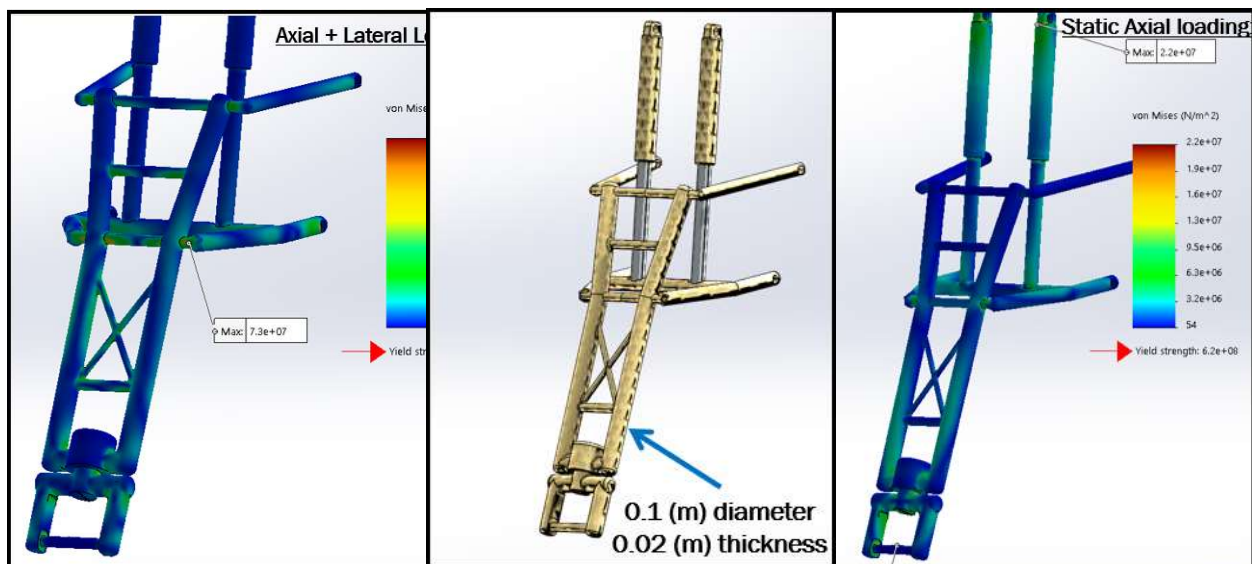 Axial + Lateral
von Mise
Max: 7.3e+07
Yield
0.1 (m) diameter
0.02 (m) thickness
Static Axial loading
Max: 2.2e+07
von Mises (N/m^2)
2.2e+07
1.9e+07
1.6e+07
1.3e+07
9.5e+06
6.3e+06
3.2e+06
54
Yield strength: 6.2e+08